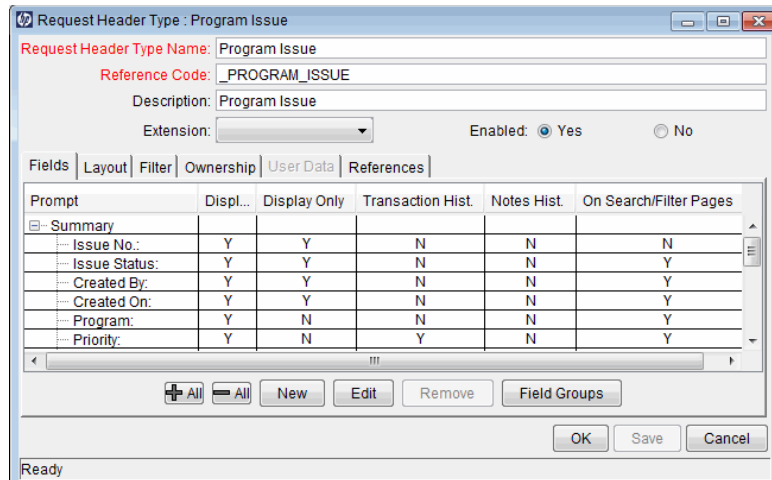 hp Request Header Type : Program Issue
Request Header Type Name: Program Issue
Reference Code: _PROGRAM_ISSUE
Description: Program Issue
Extension: Enabled: Yes No
Fields Layout Filter Ownership User Data References
Prompt Displ... Display Only Transaction Hist. Notes Hist. On Search/Filter Pages
Summary
Issue No.: Y Y N N N
Issue Status: Y Y N N Y
Created By: Y Y N N Y
Created On: Y Y N N Y
Program: Y N N N Y
Priority: Y N Y N Y
All All New Edit Remove Field Groups
OK Save Cancel
Ready